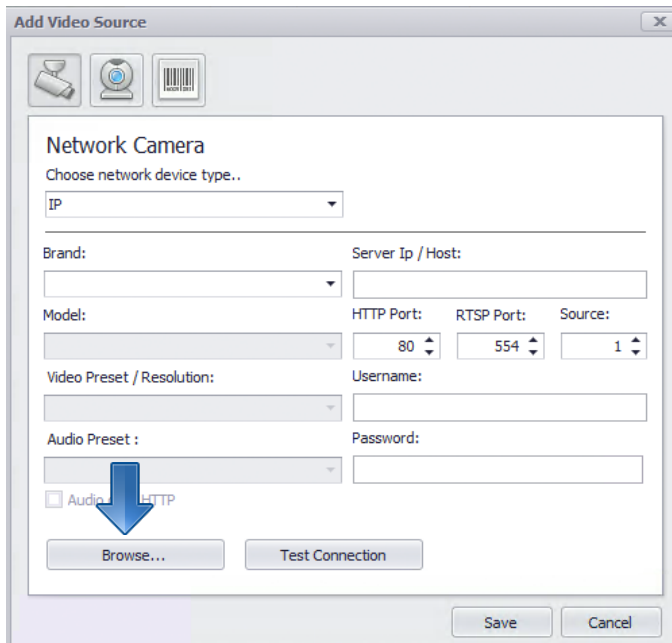 Add Video Source
Network Camera
Choose network device type..
IP
Brand:
Server Ip / Host:
Model:
HTTP Port:
RTSP Port:
Source:
80
554
1
Video Preset / Resolution:
Username:
Audio Preset :
Password:
Audio HTTP
Browse...
Test Connection
Save
Cancel